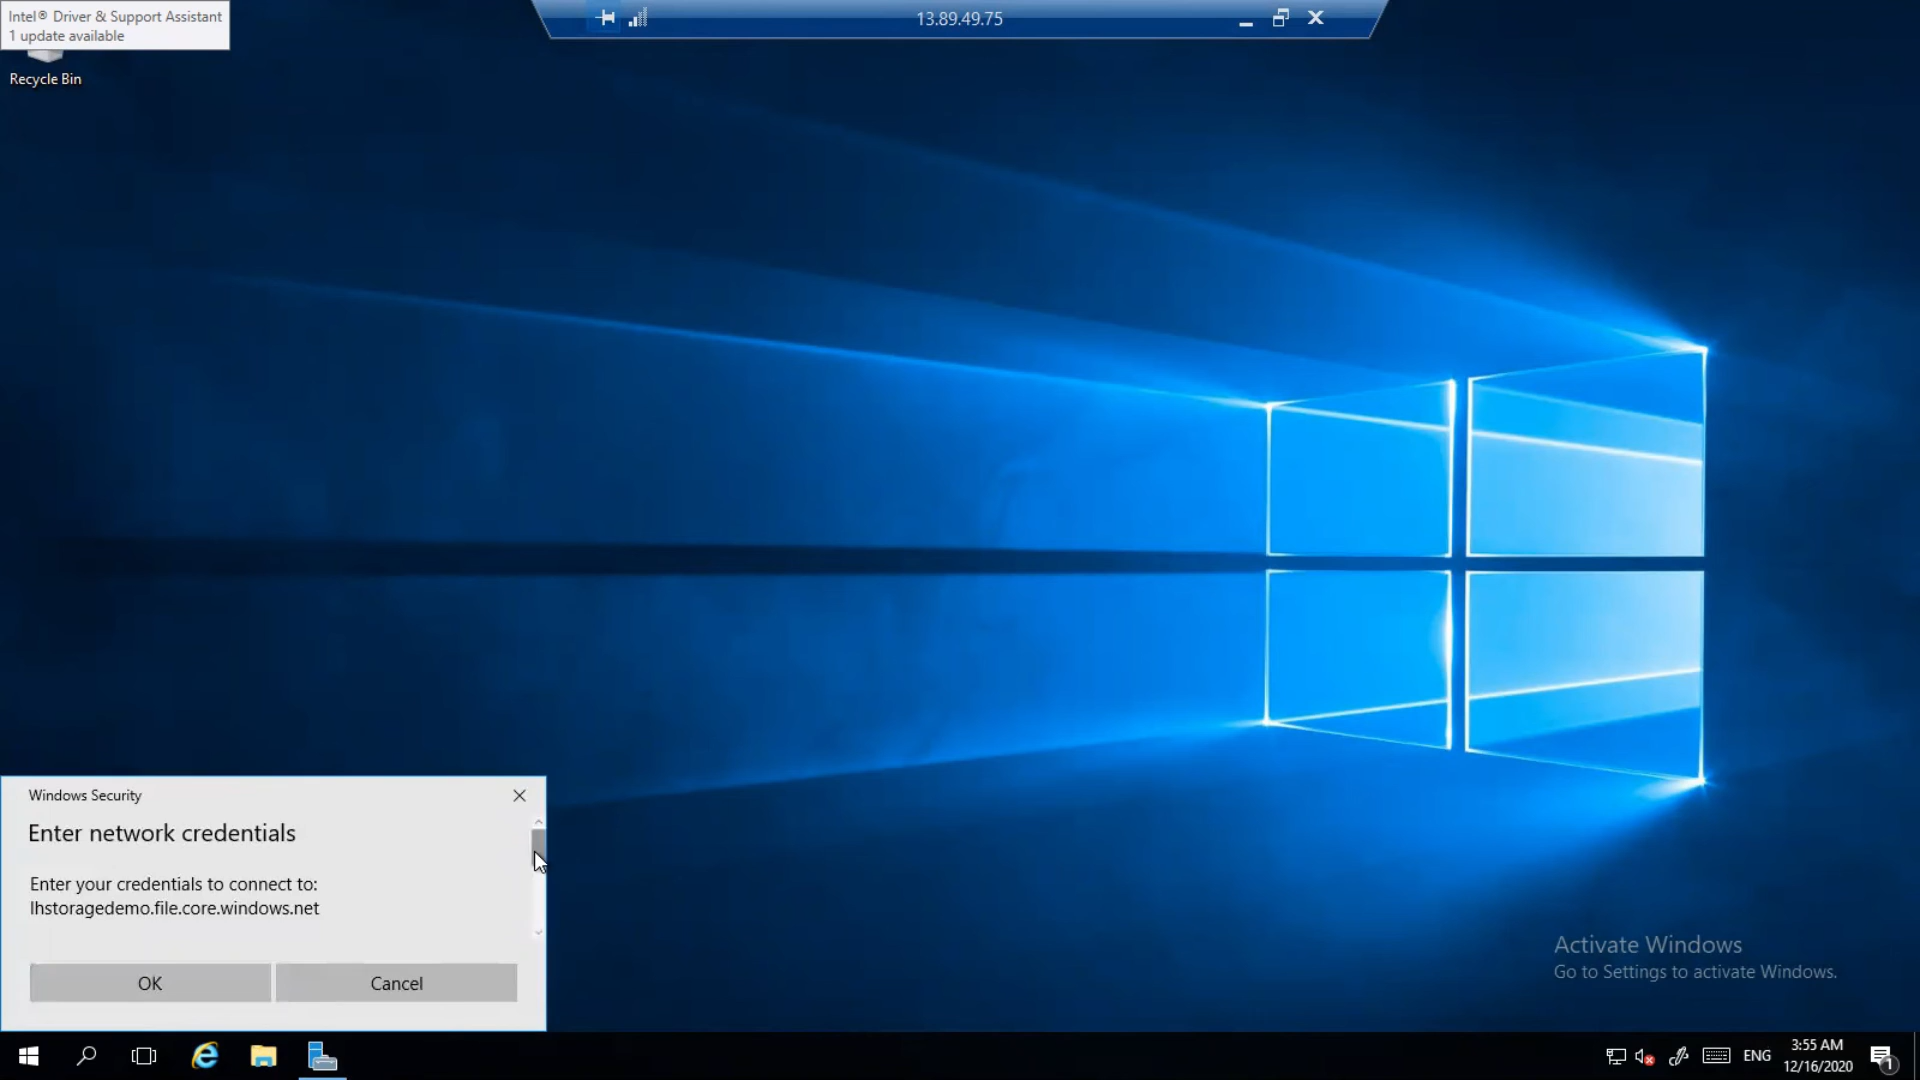 Intel® Driver & Support Assistant
1 update available
13.89.49.75
Recycle Bin
Windows Security
Enter network credentials
Enter your credentials to connect to:
lhstoragedemo.file.core.windows.net
OK
Cancel
Activate Windows
Go to Settings to activate Windows.
ENG
3:55 AM
12/16/2020
1